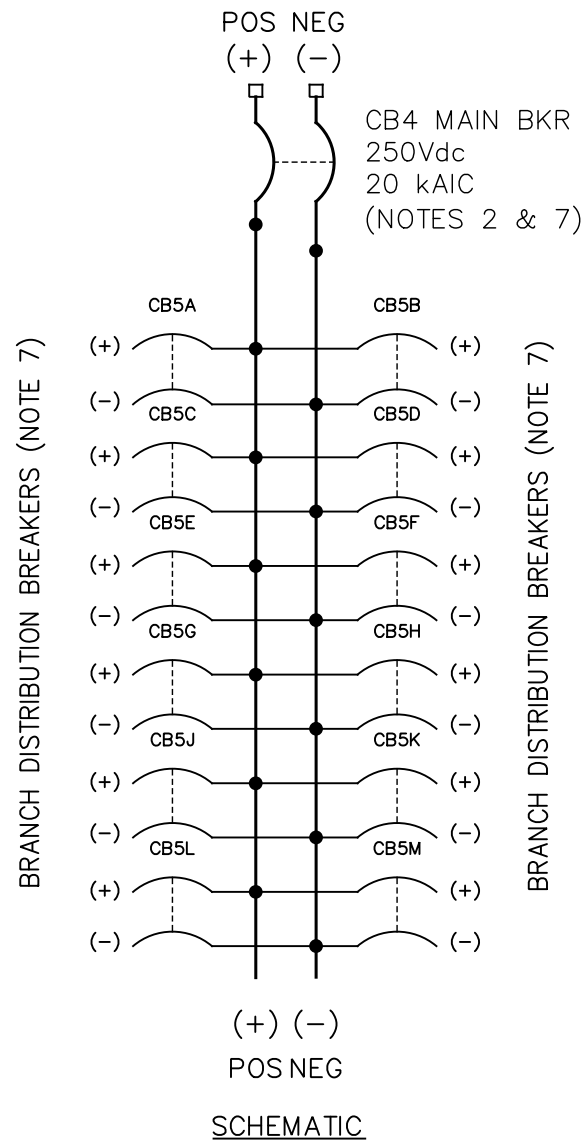 POS NEG
(+) (−)
CB4 MAIN BKR
250Vdc
20 kAIC
(NOTES 2 & 7)
BRANCH DISTRIBUTION BREAKERS (NOTE 7)
CB5A CB5B
(+) (+)
(−) (−)
CB5C CB5D
(+) (+)
(−) (−)
CB5E CB5F
(+) (+)
(−) (−)
CB5G CB5H
(+) (+)
(−) (−)
CB5J CB5K
(+) (+)
(−) (−)
CB5L CB5M
(+) (+)
(−) (−)
BRANCH DISTRIBUTION BREAKERS (NOTE 7)
(+) (−)
POS NEG
SCHEMATIC